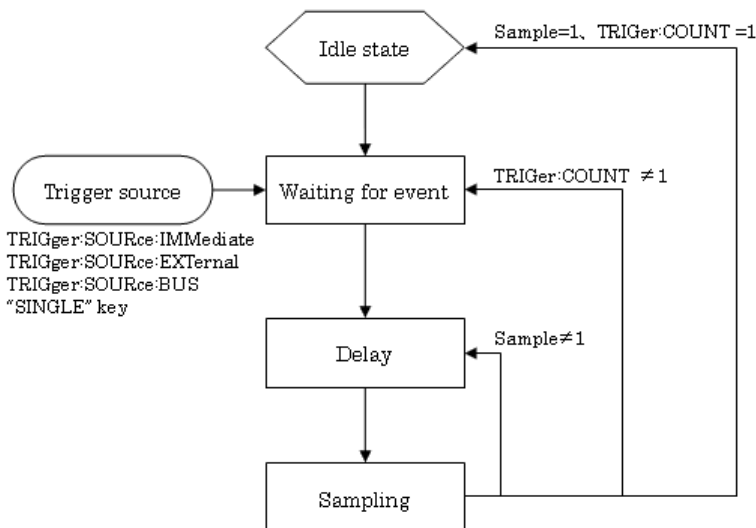 Idle state
Sample=1、TRIGer:COUNT =1
Trigger source
Waiting for event
TRIGer:COUNT ≠1
TRIGger:SOURce:IMMediate
TRIGger:SOURce:EXTernal
TRIGger:SOURce:BUS
“SINGLE” key
Delay
Sample≠1
Sampling